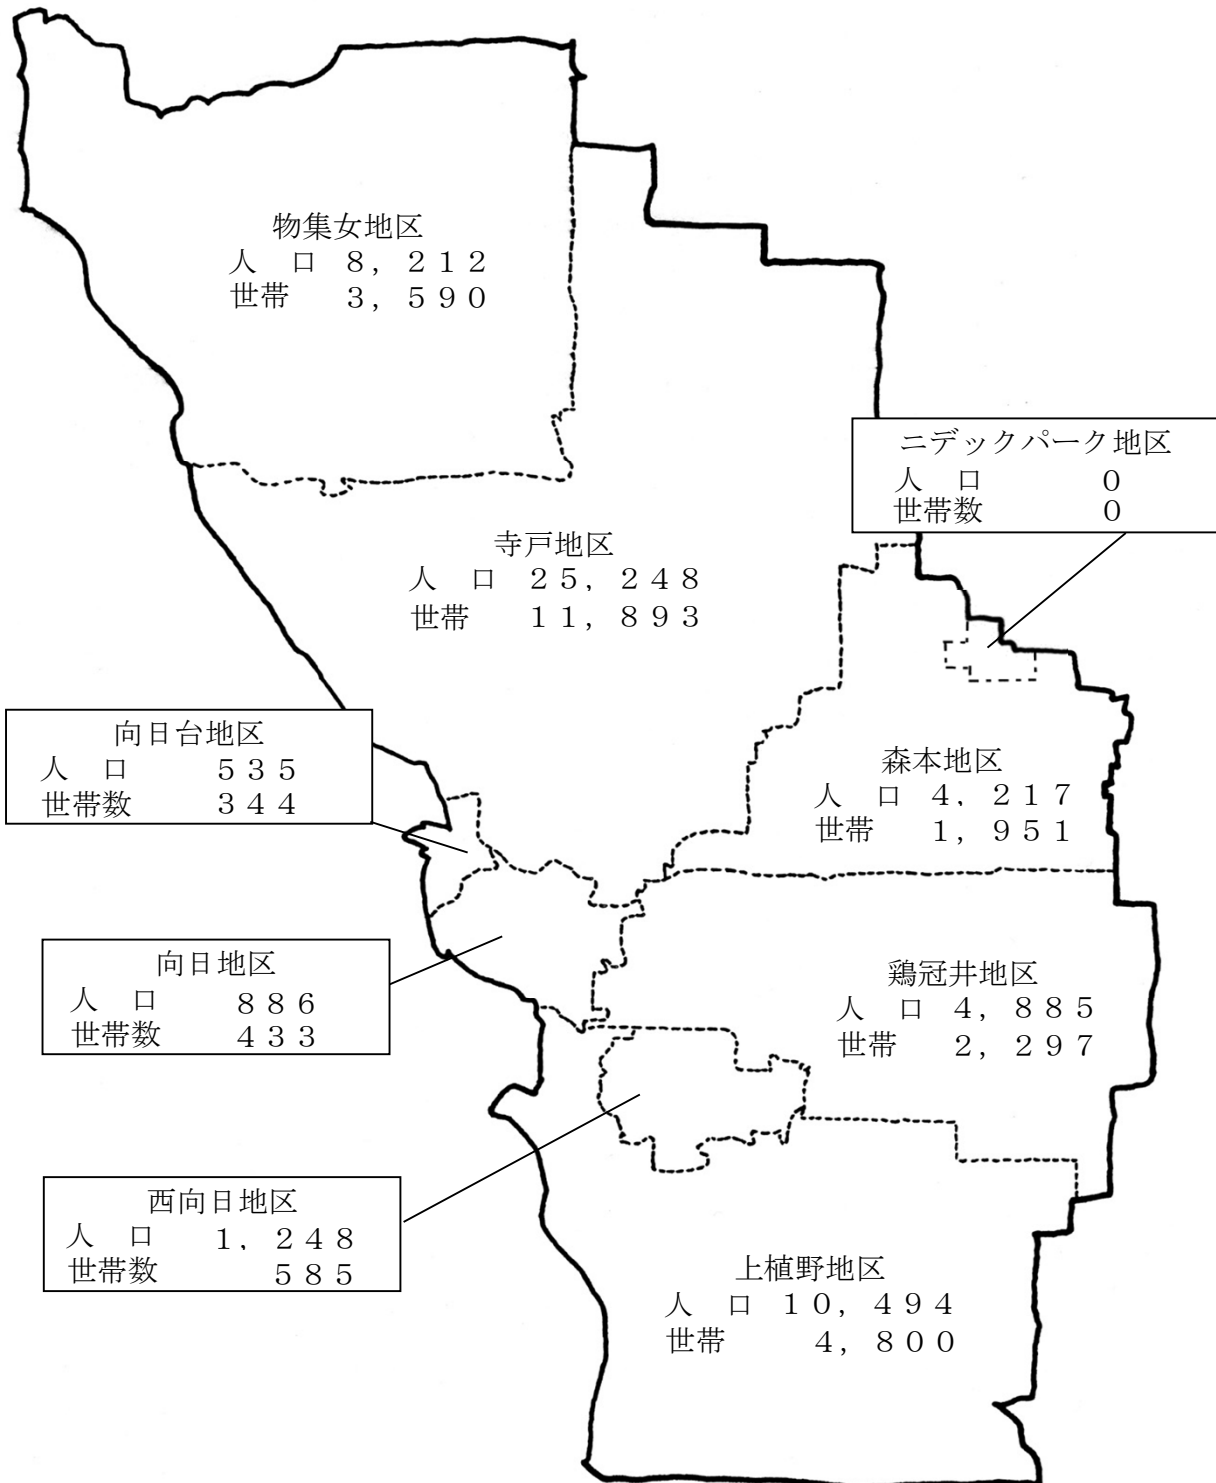 物集女地区
人　口 ８，２１２
世帯　 ３，５９０
ニデックパーク地区
人　口　　　　０
世帯数　　　　０
寺戸地区
人　口　２５，２４８
世帯　　１１，８９３
向日台地区
人　口　　　５３５
世帯数　　　３４４
森本地区
人　口 ４，２１７
世帯　 １，９５１
向日地区
人　口　　　８８６
世帯数　　　４３３
鶏冠井地区
人　口 ４，８８５
世帯　 ２，２９７
西向日地区
人　口　　１，２４８
世帯数　　　　５８５
上植野地区
人　口　１０，４９４
世帯　　　４，８００